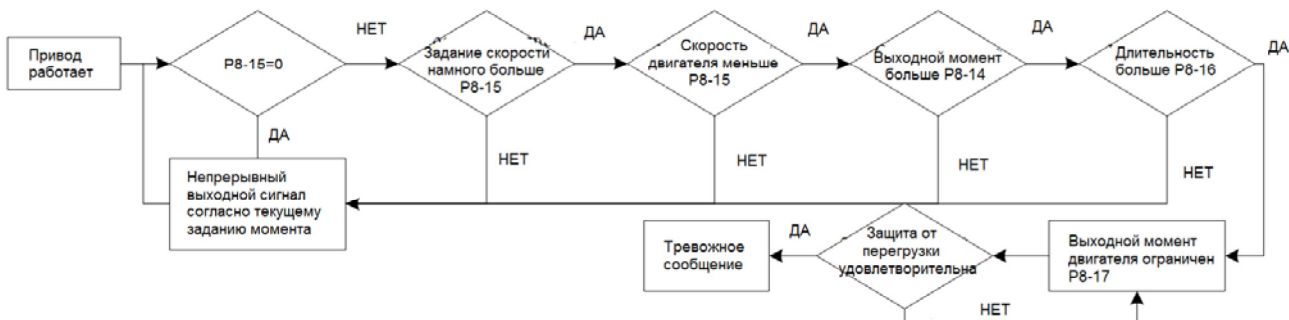 Привод
работает
P8-15=0
НЕТ
Задание скорости
намного больше
P8-15
ДА
Скорость
двигателя меньше
P8-15
ДА
Выходной момент
больше P8-14
ДА
Длительность
больше P8-16
ДА
ДА
НЕТ
НЕТ
НЕТ
НЕТ
Непрерывный
выходной сигнал
согласно текущему
заданию момента
Тревожное
сообщение
ДА
Защита от
перегрузки
удовлетворительна
Выходной момент
двигателя ограничен
P8-17
НЕТ